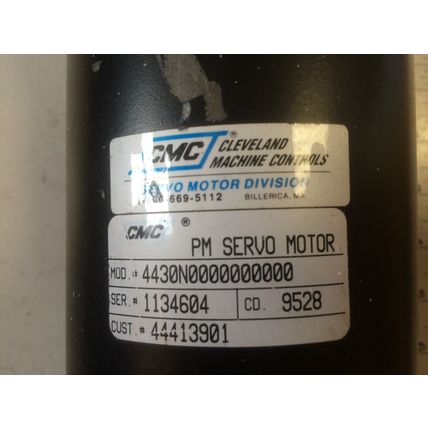 CMC® CLEVELAND
MACHINE CONTROLS
SERVO MOTOR DIVISION
669-5112 BILLERICA, MA
CMC ® PM SERVO MOTOR
MOD.# 4430N0000000000
SER.# 1134604 CD. 9528
CUST.# 44413901